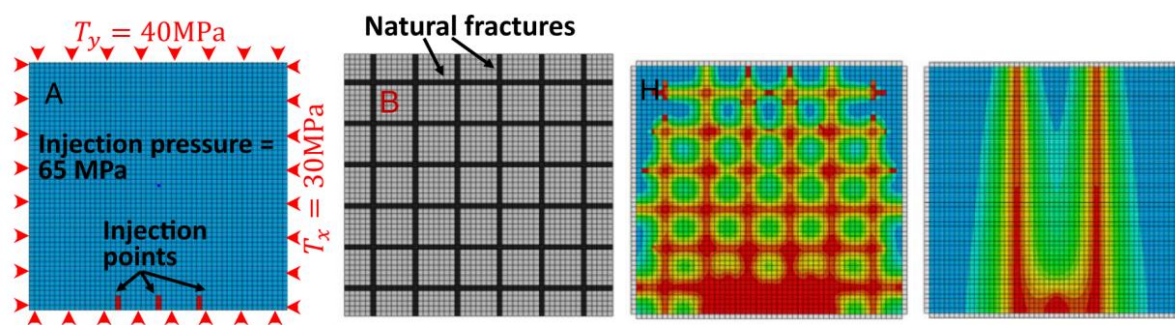 T_y = 40MPa
A
Injection pressure =
65 MPa
Injection
points
T_x = 30MPa
Natural fractures
B
H